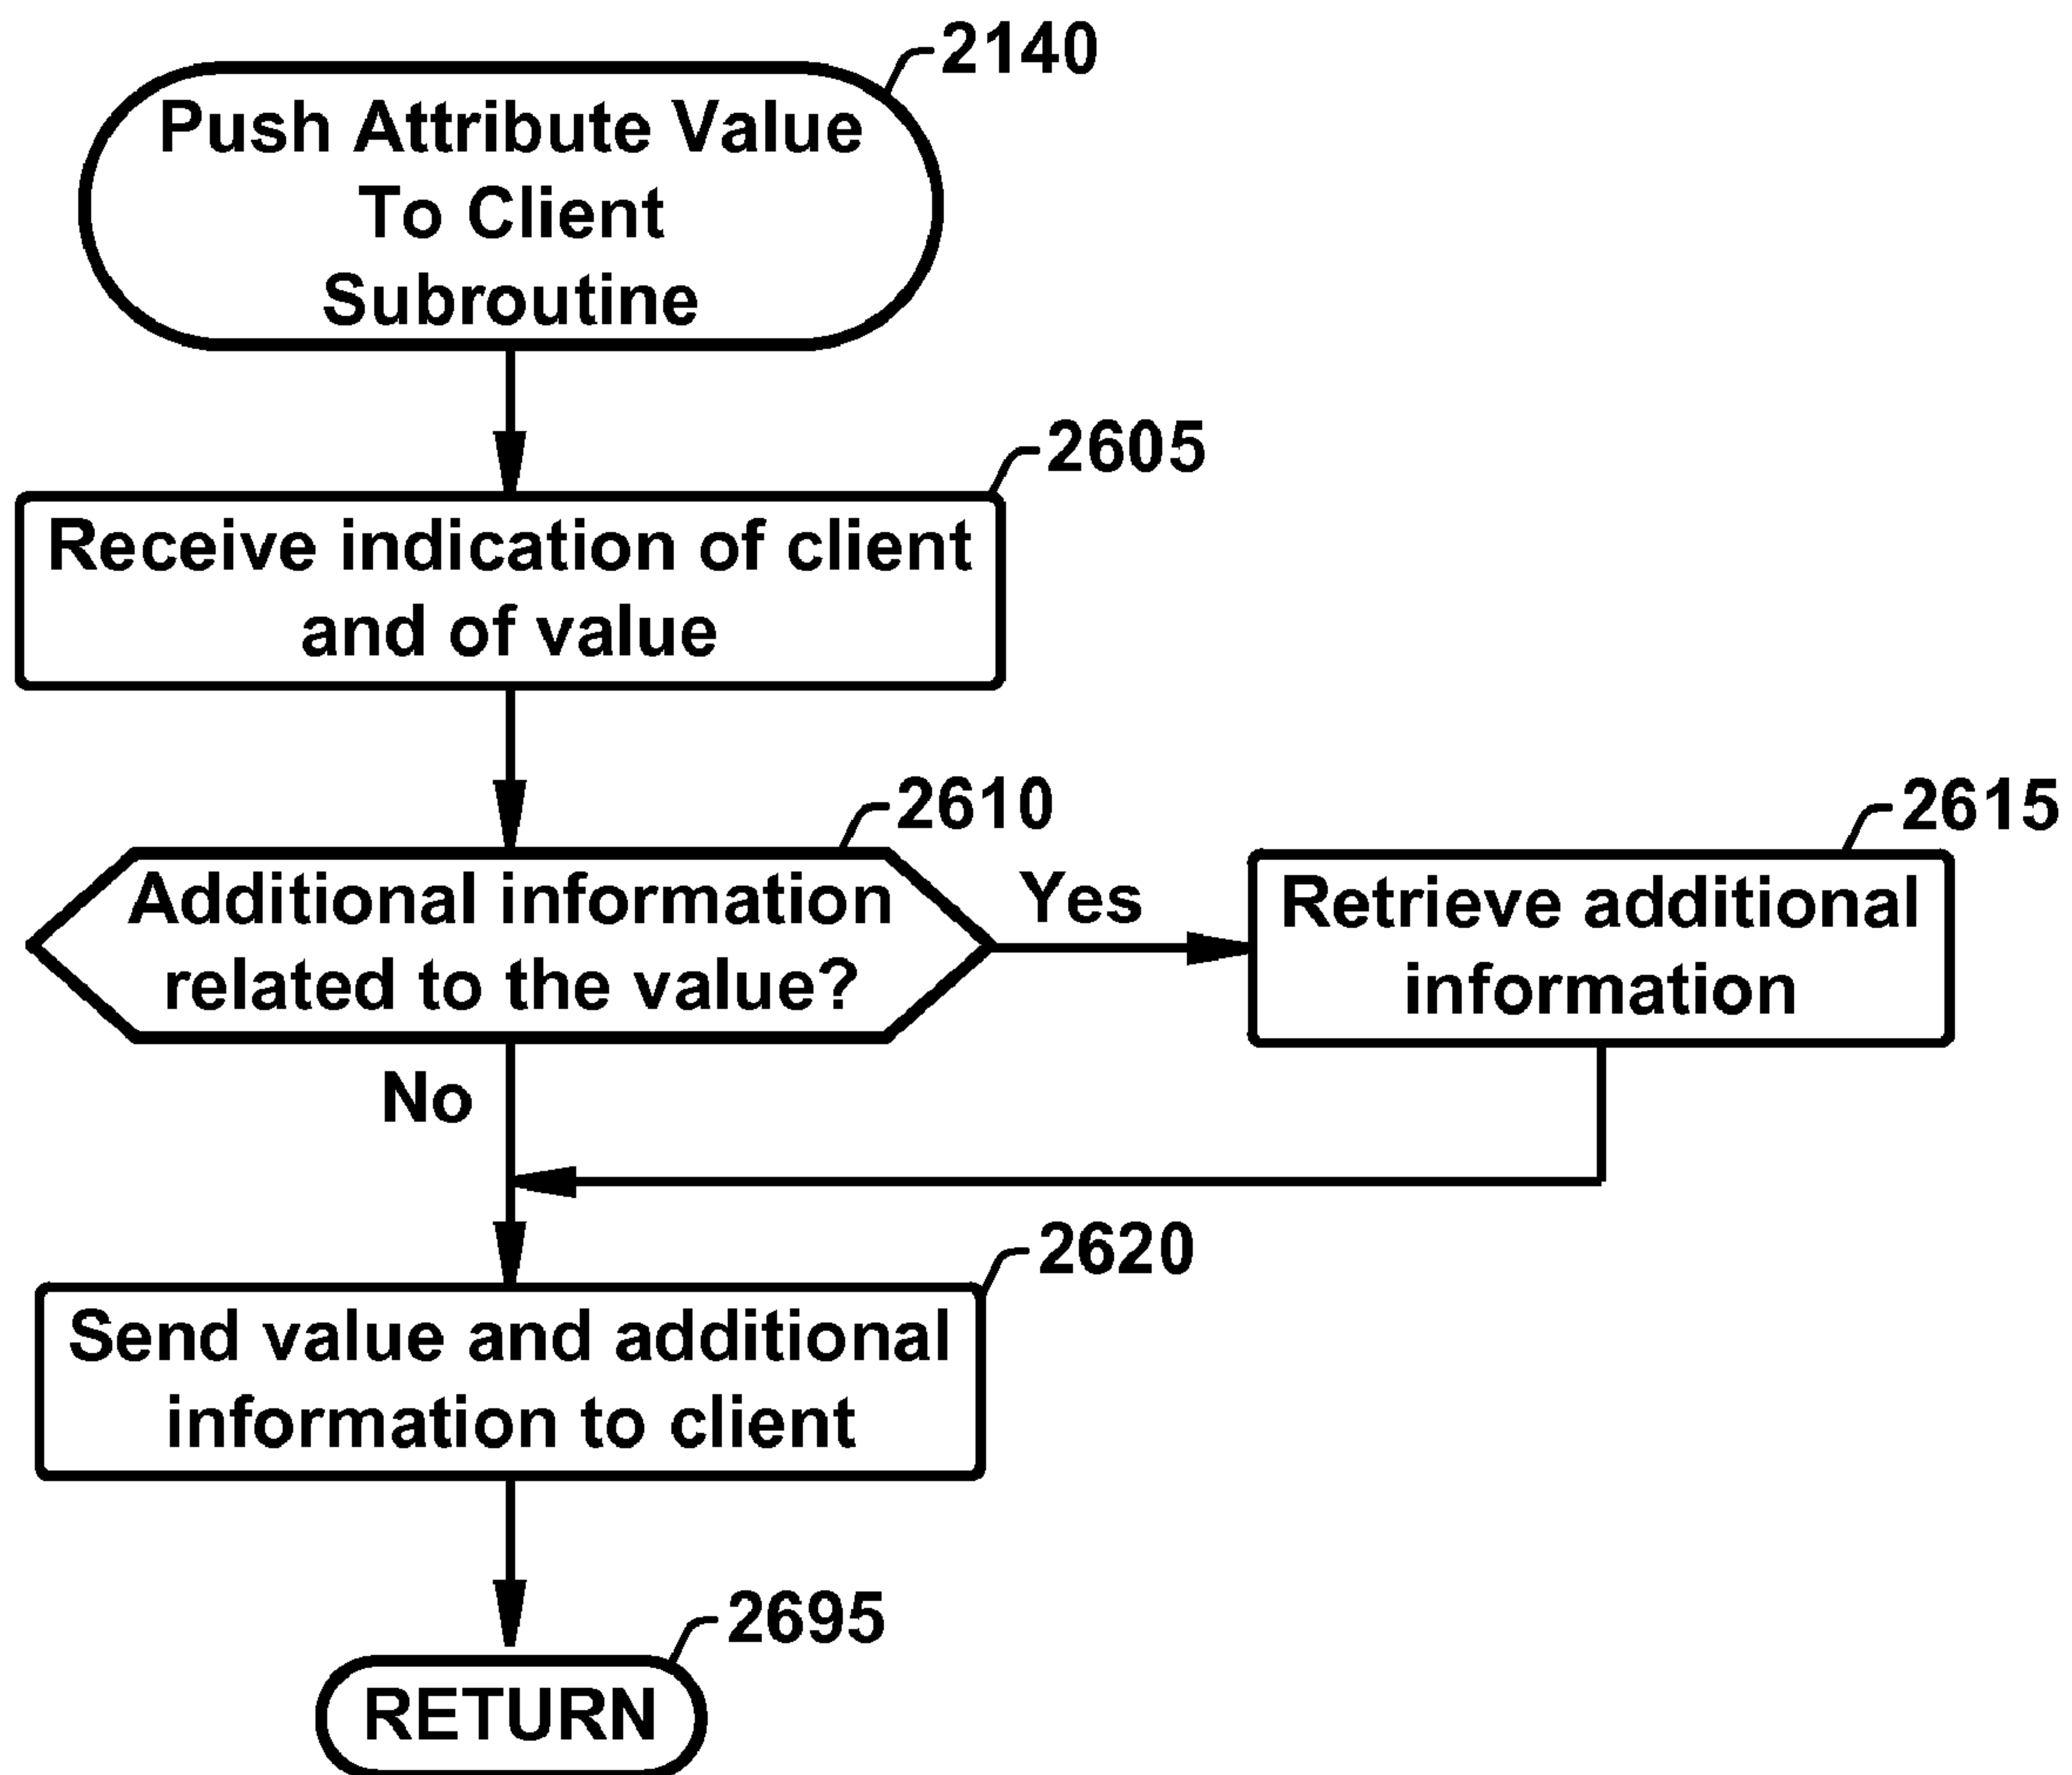 2140
Push Attribute Value
To Client
Subroutine
2605
Receive indication of client
and of value
2610
Additional information
related to the value?
Yes
2615
Retrieve additional
information
No
2620
Send value and additional
information to client
2695
RETURN